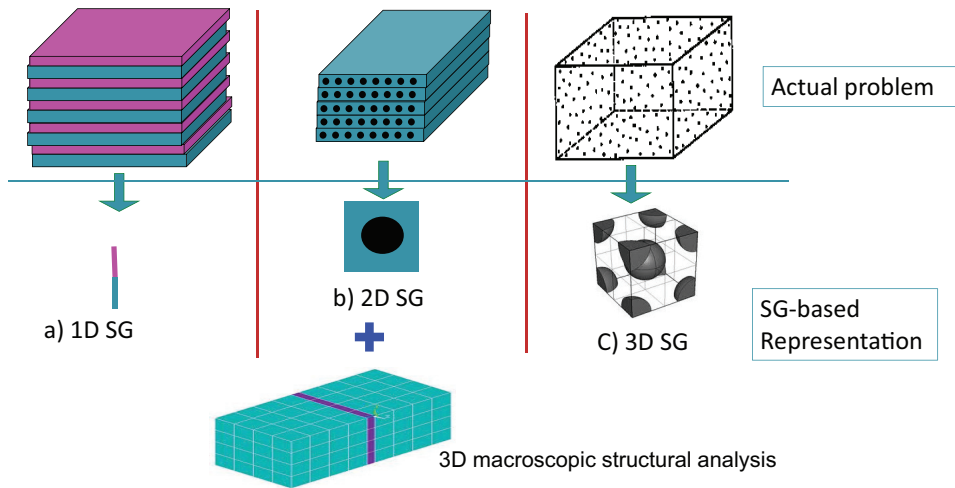 Actual problem
a) 1D SG
b) 2D SG
C) 3D SG
SG-based
Representation
3D macroscopic structural analysis